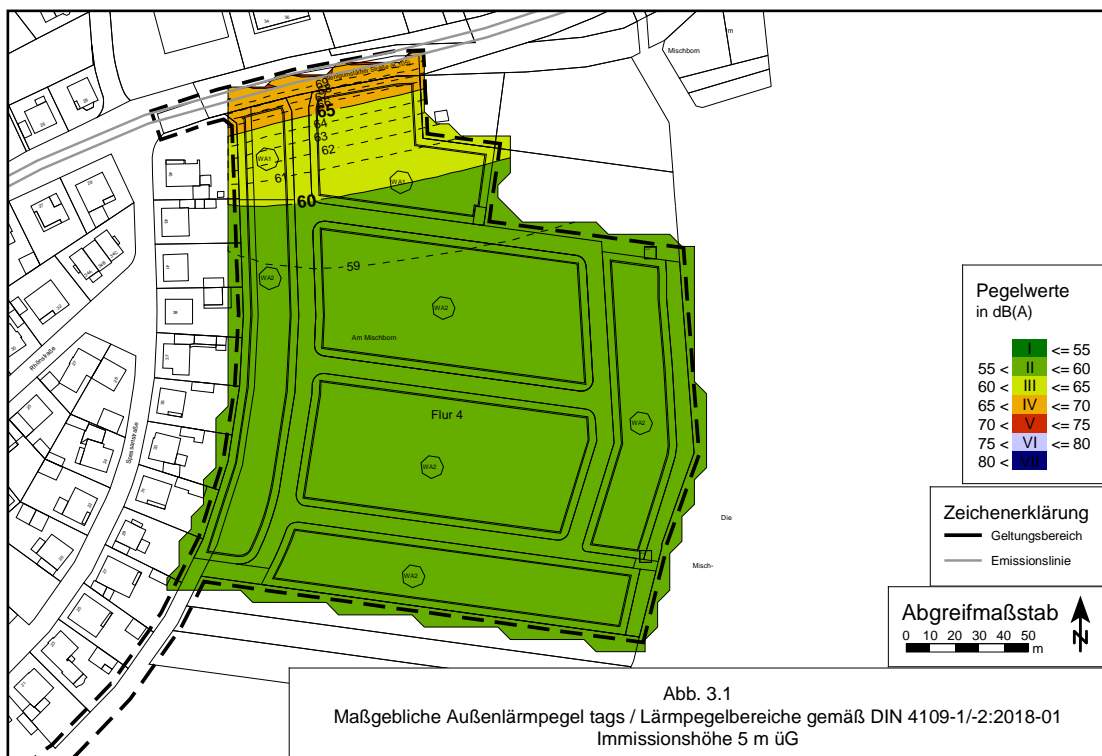 Mischborn
69
65
64
63
62
61
60
59
WA1
WA1
WA2
WA2
Am Mischborn
Flur 4
WA2
WA2
WA2
Rhönstraße
Spessartstraße
Die
Misch-
Pegelwerte
in dB(A)
I <= 55
55 < II <= 60
60 < III <= 65
65 < IV <= 70
70 < V <= 75
75 < VI <= 80
80 < VII
Zeichenerklärung
Geltungsbereich
Emissionslinie
Abgreifmaßstab
0 10 20 30 40 50
m
N
Abb. 3.1
Maßgebliche Außenlärmpegel tags / Lärmpegelbereiche gemäß DIN 4109-1/-2:2018-01
Immissionshöhe 5 m üG